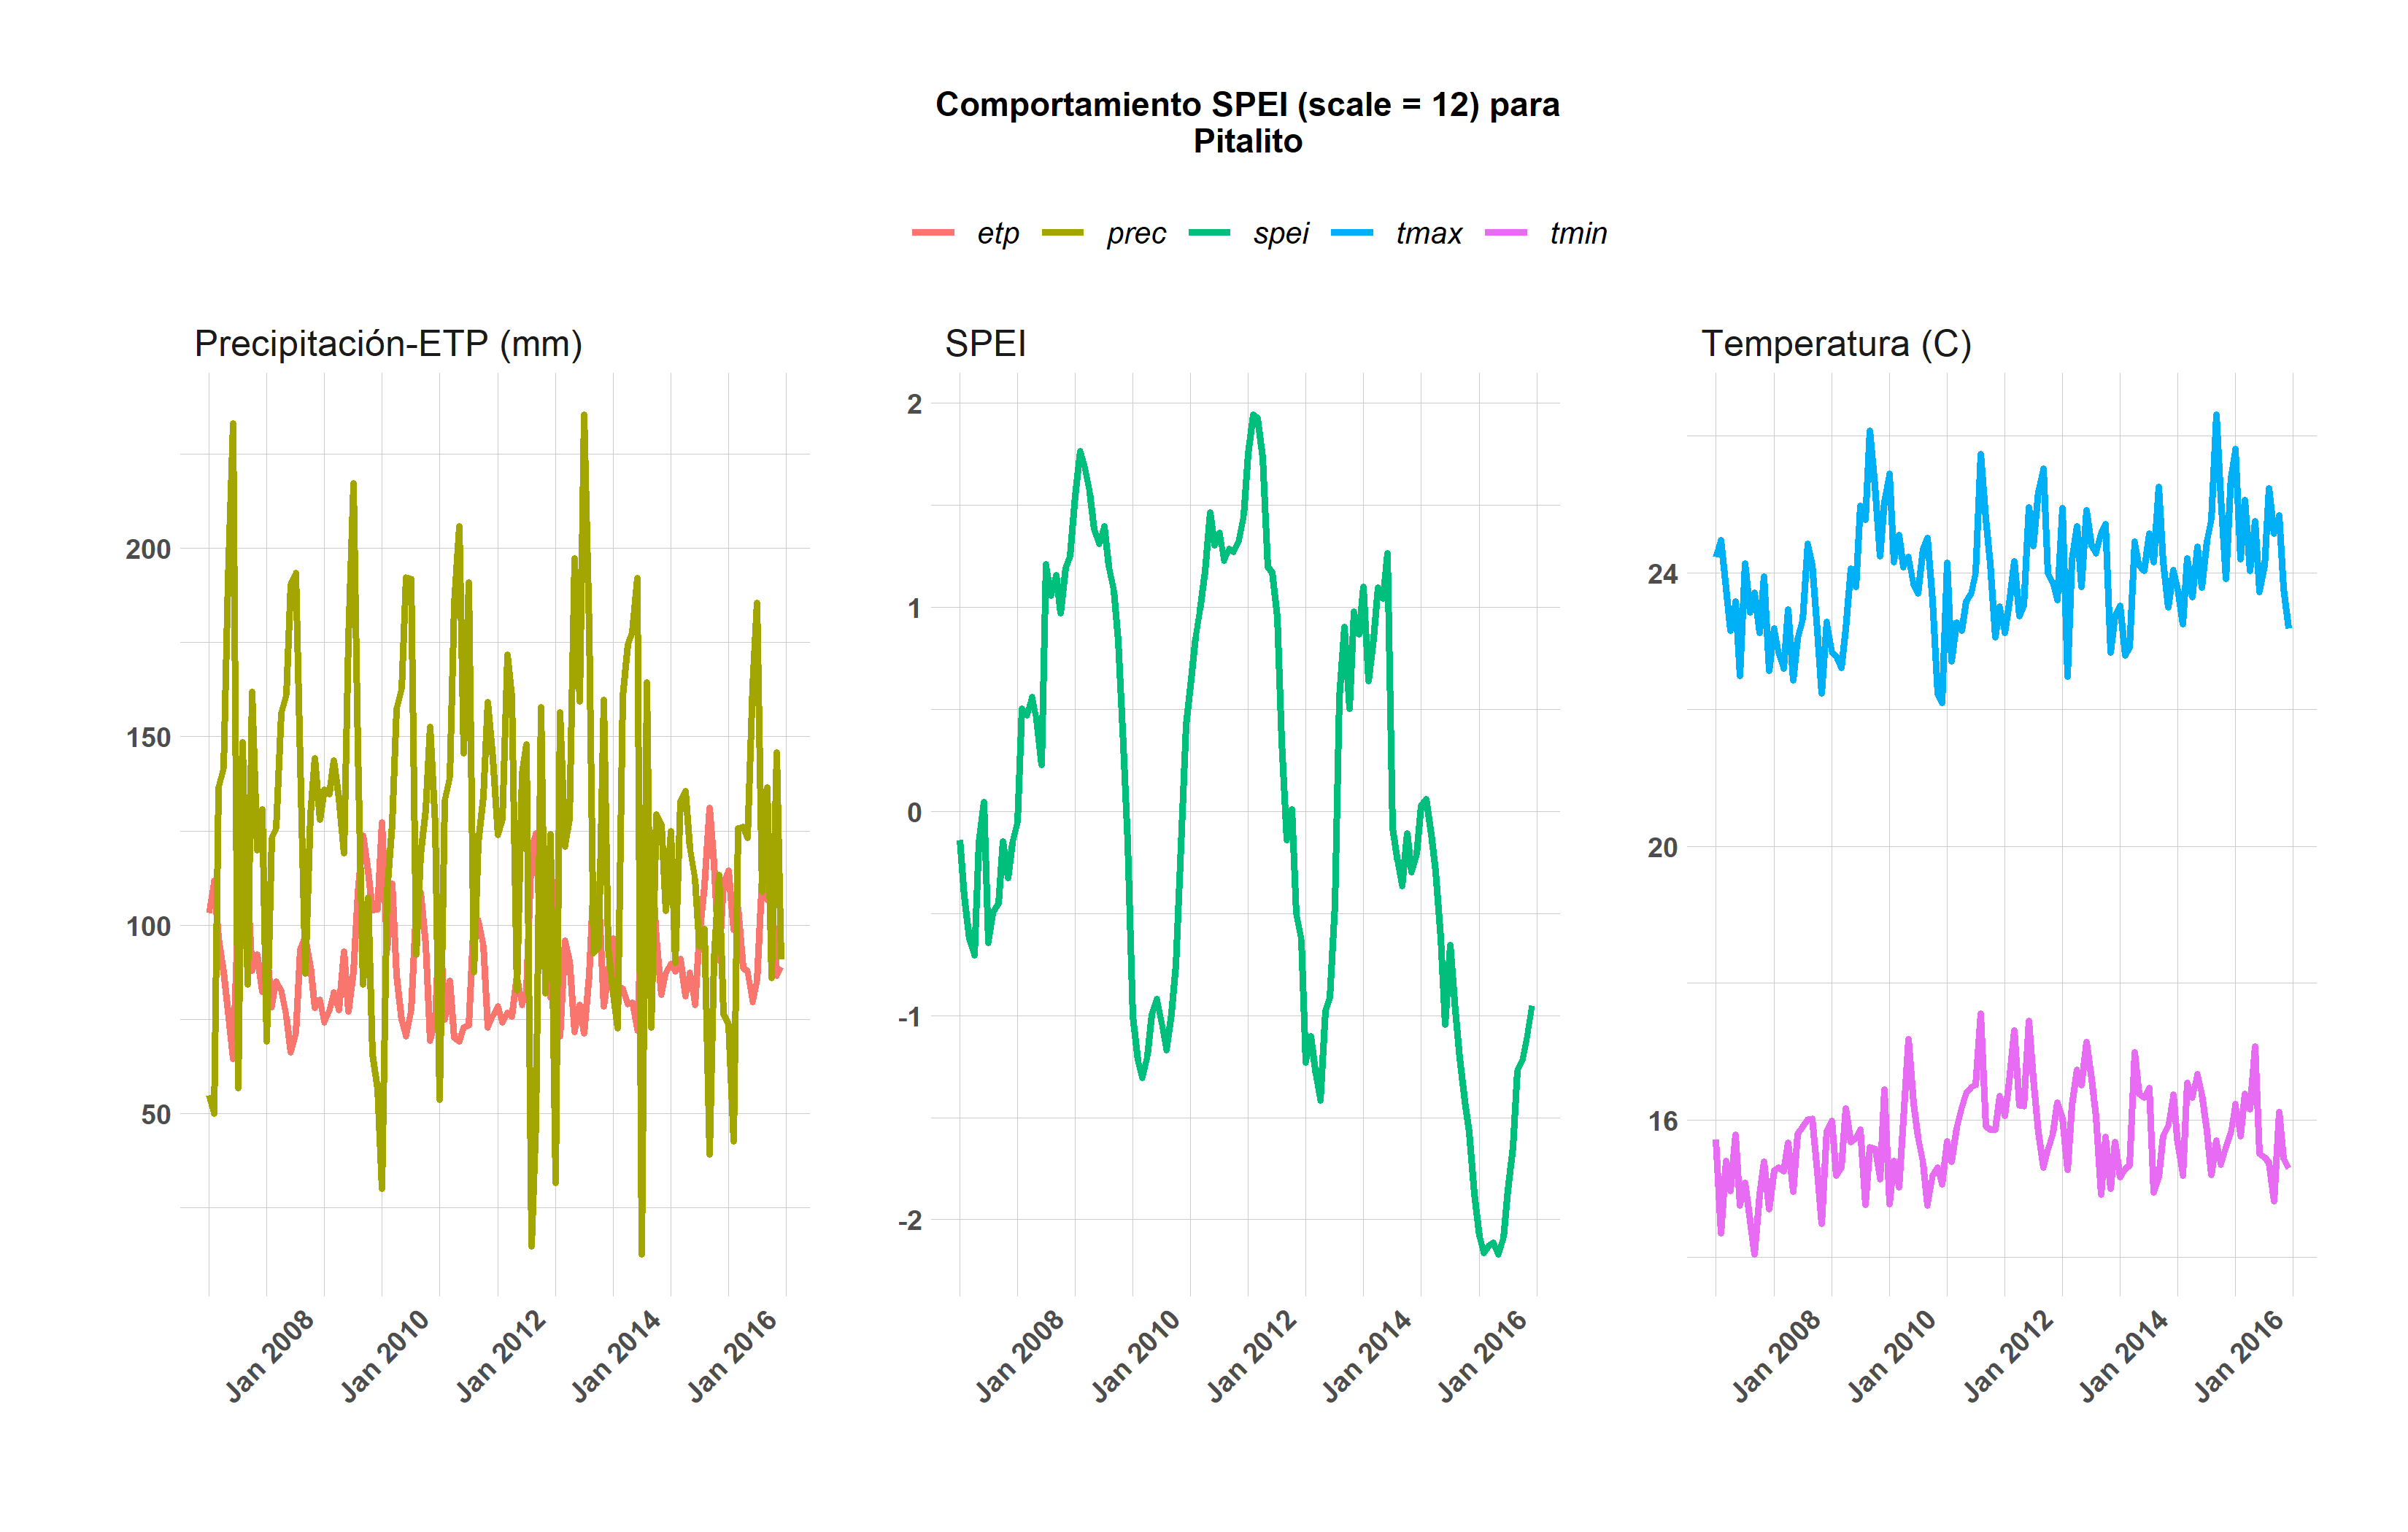 Comportamiento SPEI (scale = 12) para
Pitalito
etp prec spei tmax tmin
Precipitación-ETP (mm)
200
150
100
50
Jan 2008 Jan 2010 Jan 2012 Jan 2014 Jan 2016
SPEI
2
1
0
-1
-2
Jan 2008 Jan 2010 Jan 2012 Jan 2014 Jan 2016
Temperatura (C)
24
20
16
Jan 2008 Jan 2010 Jan 2012 Jan 2014 Jan 2016